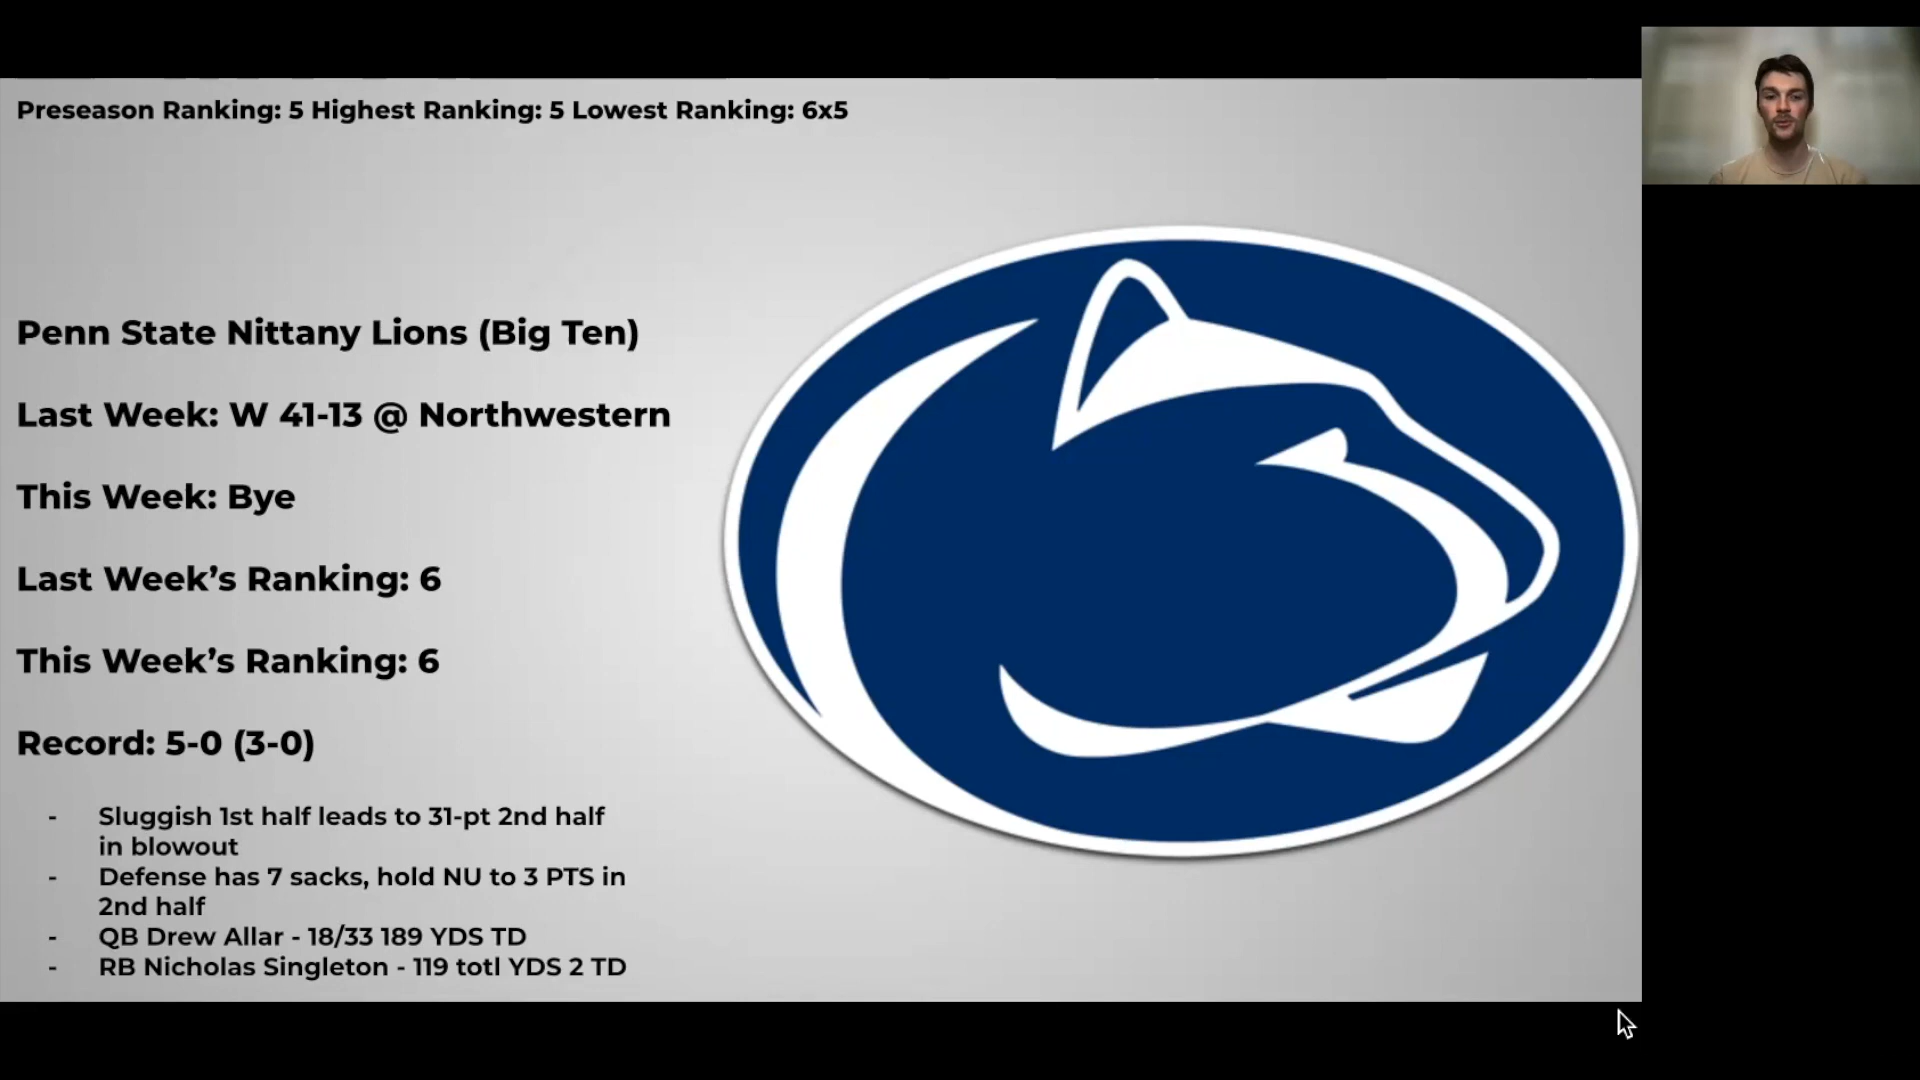 Preseason Ranking: 5 Highest Ranking: 5 Lowest Ranking: 6x5
Penn State Nittany Lions (Big Ten)
Last Week: W 41-13 @ Northwestern
This Week: Bye
Last Week’s Ranking: 6
This Week’s Ranking: 6
Record: 5-0 (3-0)
- Sluggish 1st half leads to 31-pt 2nd half
in blowout
- Defense has 7 sacks, hold NU to 3 PTS in
2nd half
- QB Drew Allar - 18/33 189 YDS TD
- RB Nicholas Singleton - 119 totl YDS 2 TD